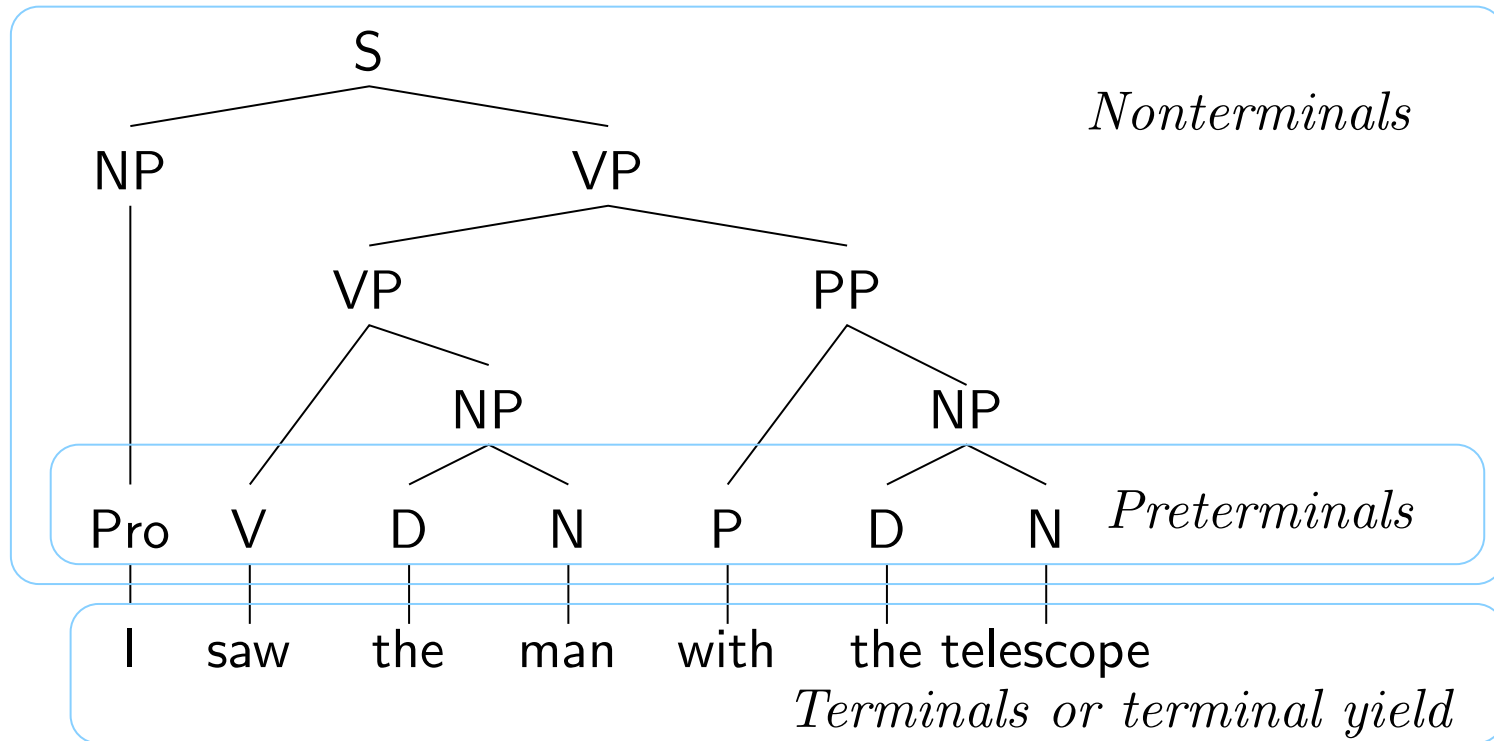 S
Nonterminals
NP VP
VP PP
NP NP
Pro V D N P D N Preterminals
I saw the man with the telescope
Terminals or terminal yield